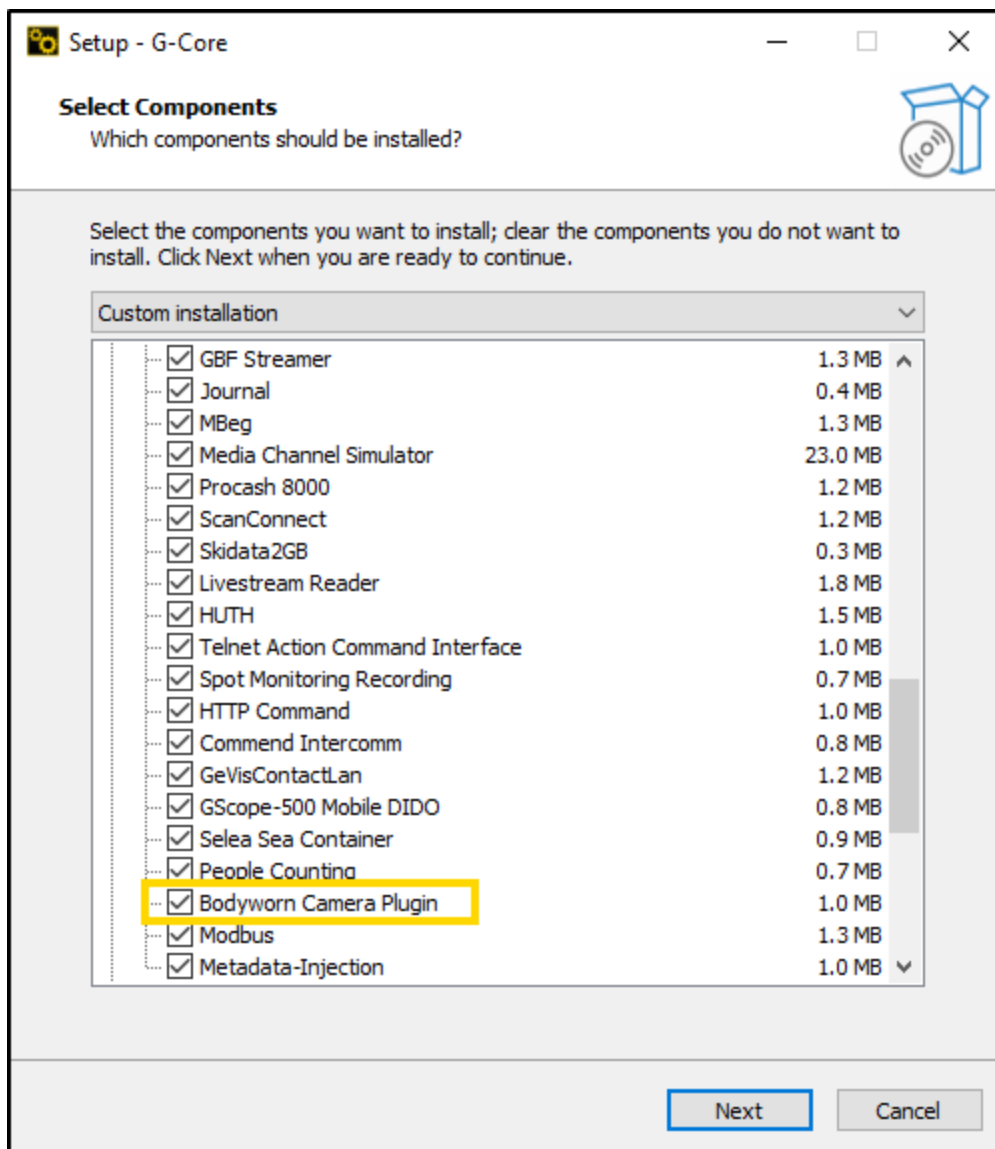 Setup - G-Core
Select Components
Which components should be installed?
Select the components you want to install; clear the components you do not want to
install. Click Next when you are ready to continue.
Custom installation
GBF Streamer 1.3 MB
Journal 0.4 MB
MBeg 1.3 MB
Media Channel Simulator 23.0 MB
Procash 8000 1.2 MB
ScanConnect 1.2 MB
Skidata2GB 0.3 MB
Livestream Reader 1.8 MB
HUTH 1.5 MB
Telnet Action Command Interface 1.0 MB
Spot Monitoring Recording 0.7 MB
HTTP Command 1.0 MB
Commend Intercomm 0.8 MB
GeVisContactLan 1.2 MB
GScope-500 Mobile DIDO 0.8 MB
Selea Sea Container 0.9 MB
People Counting 0.7 MB
Bodyworn Camera Plugin 1.0 MB
Modbus 1.3 MB
Metadata-Injection 1.0 MB
Next Cancel